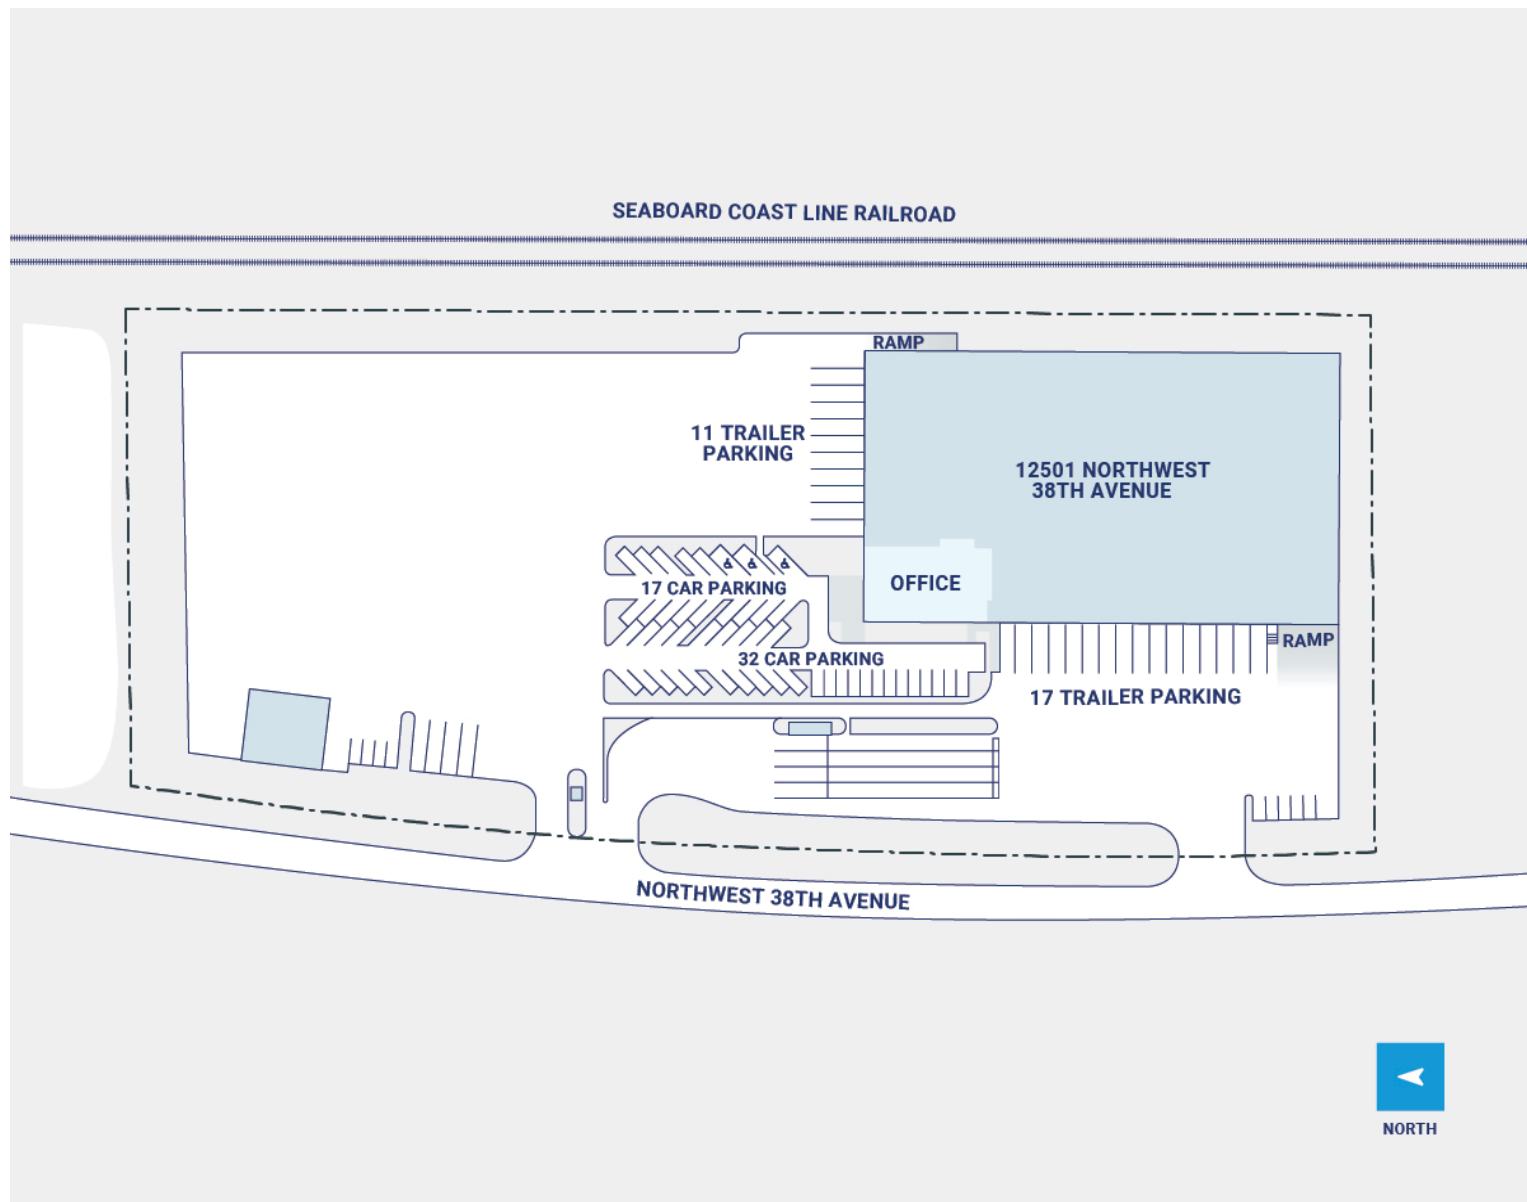 SEABOARD COAST LINE RAILROAD
RAMP
11 TRAILER
PARKING
12501 NORTHWEST
38TH AVENUE
OFFICE
17 CAR PARKING
RAMP
32 CAR PARKING
17 TRAILER PARKING
NORTHWEST 38TH AVENUE
NORTH